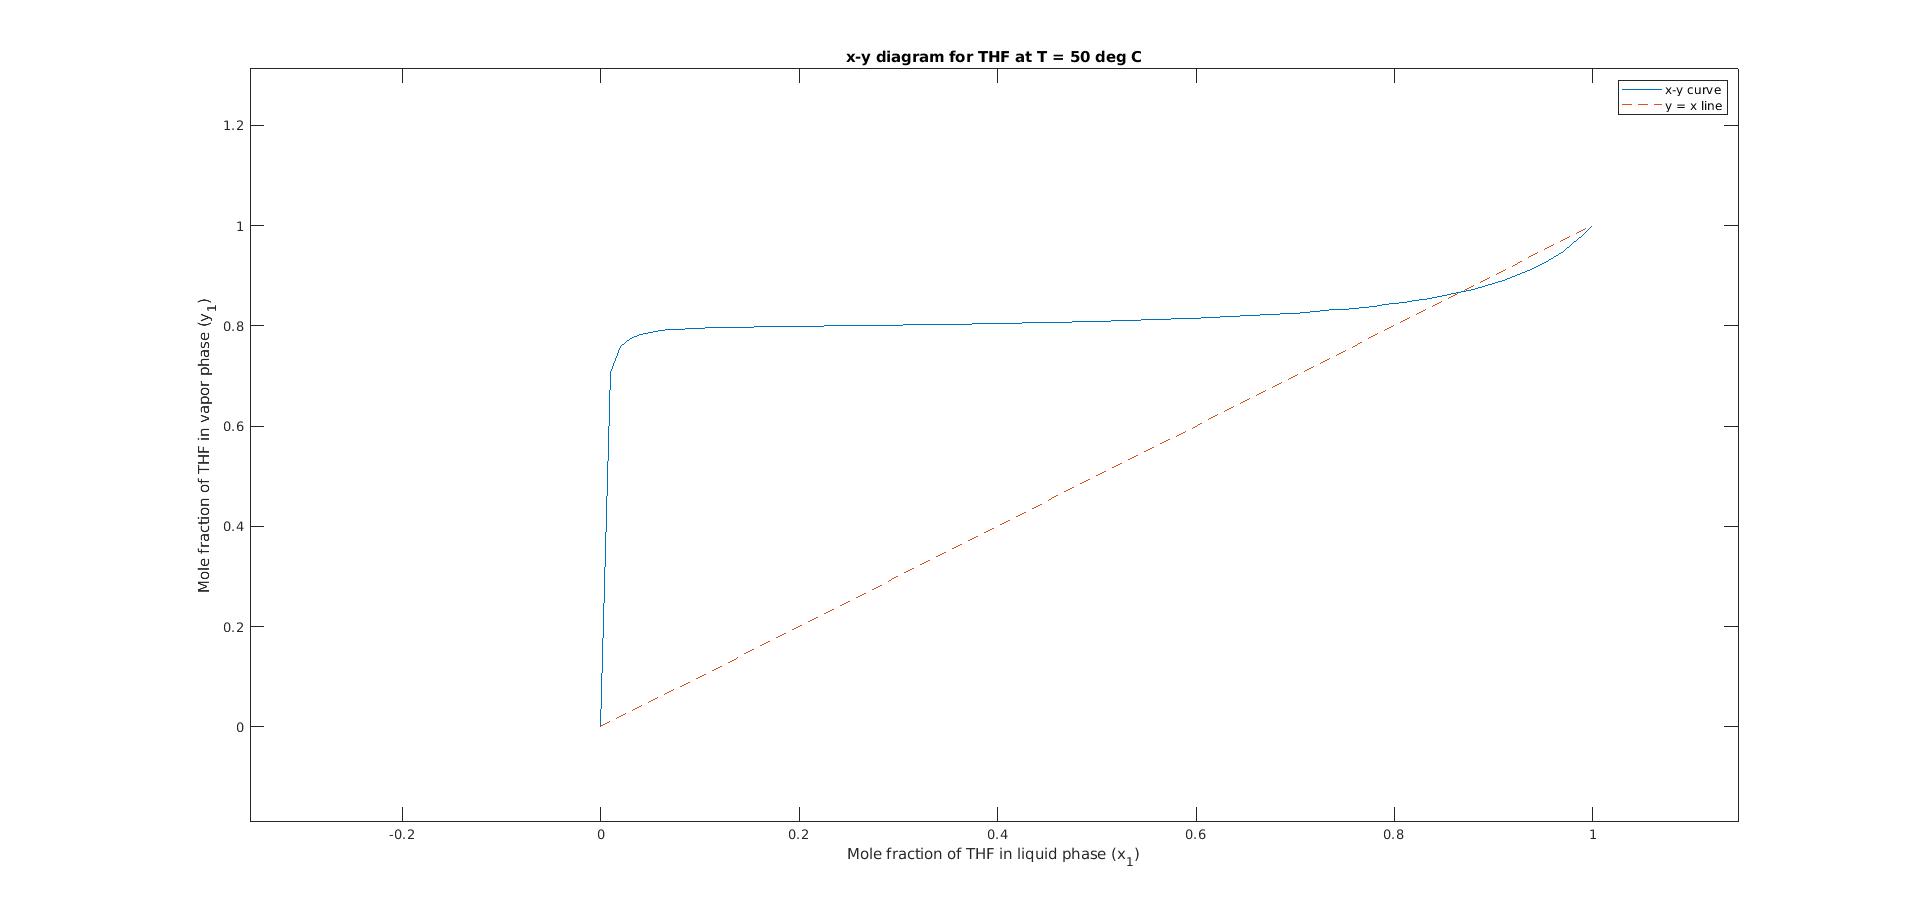 x-y diagram for THF at T = 50 deg C
x-y curve
y = x line
1.2
1
0.8
0.6
0.4
0.2
0
Mole fraction of THF in vapor phase (y1)
-0.2
0
0.2
0.4
0.6
0.8
1
Mole fraction of THF in liquid phase (x1)